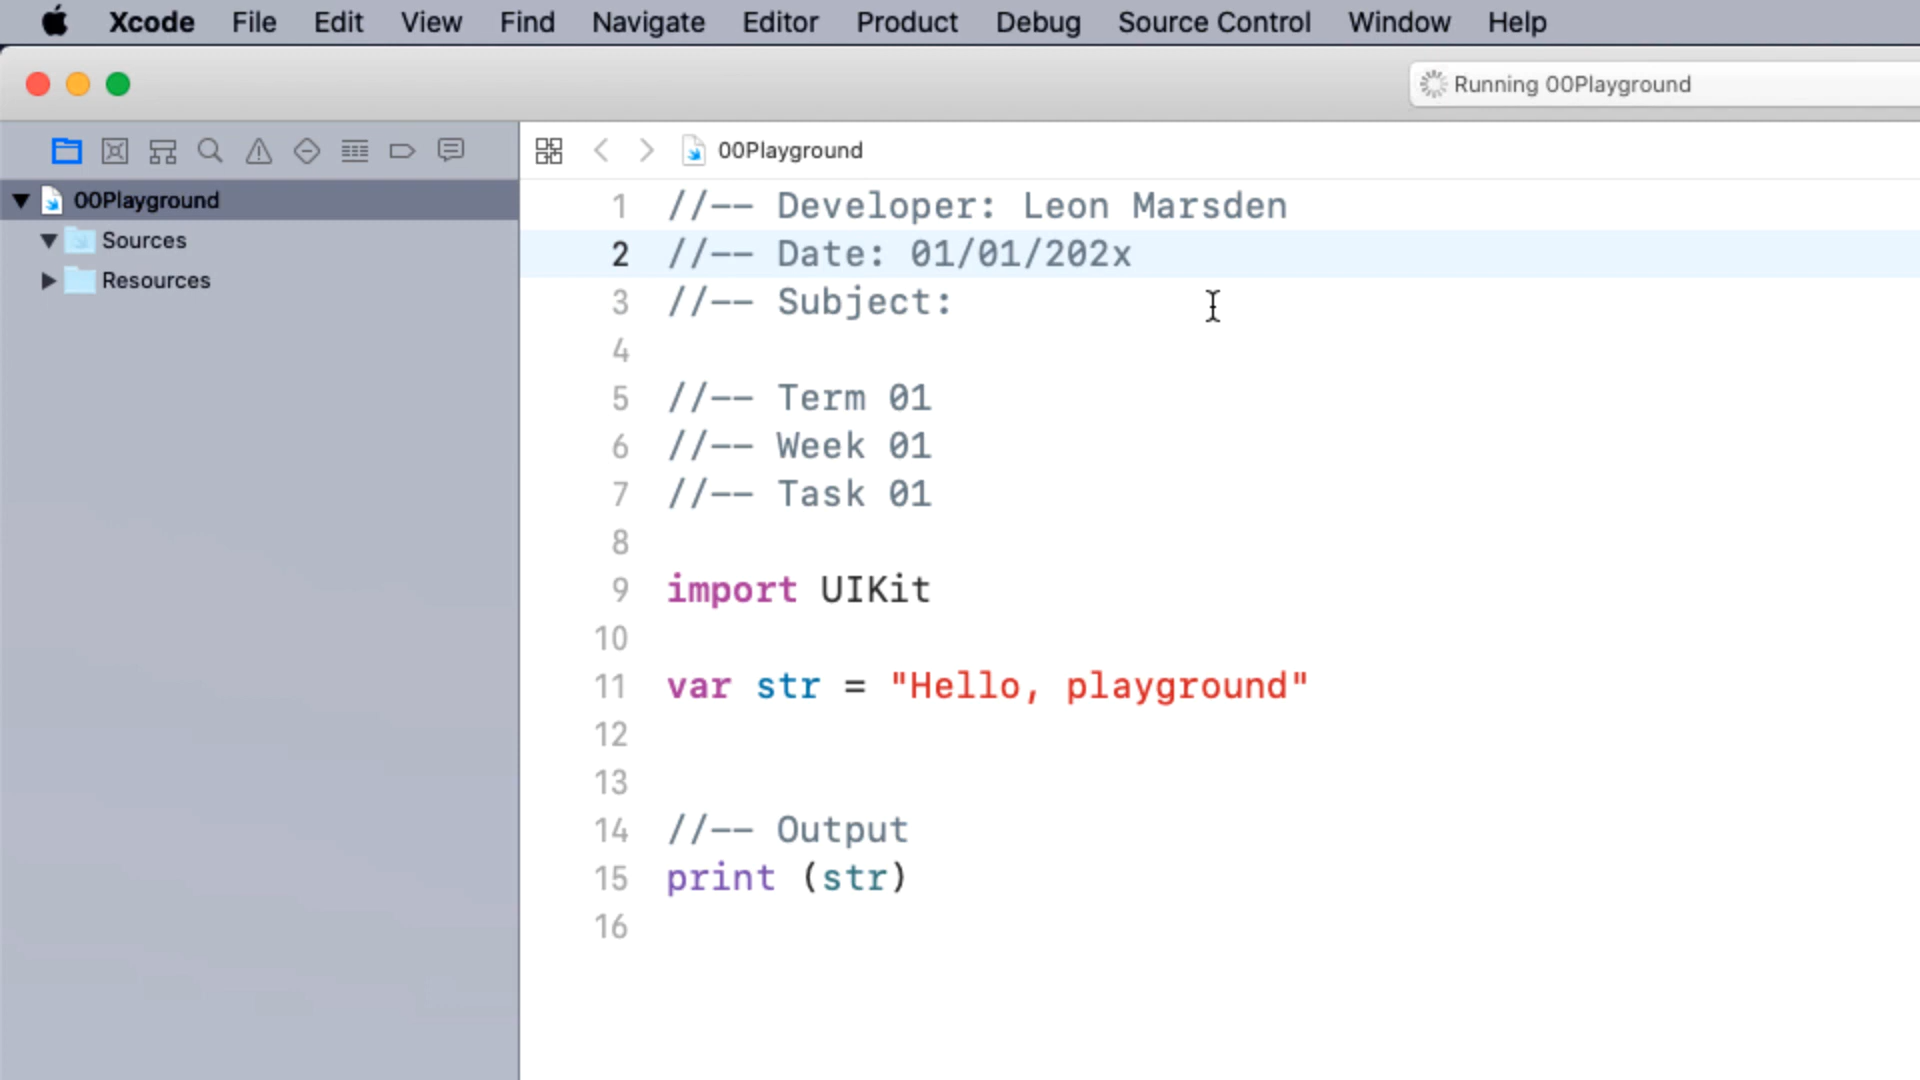 Xcode File Edit View Find Navigate Editor Product Debug Source Control Window Help
Running 00Playground
00Playground
00Playground
Sources
Resources
1 //-- Developer: Leon Marsden
2 //-- Date: 01/01/202x
3 //-- Subject:
4
5 //-- Term 01
6 //-- Week 01
7 //-- Task 01
8
9 import UIKit
10
11 var str = "Hello, playground"
12
13
14 //-- Output
15 print (str)
16